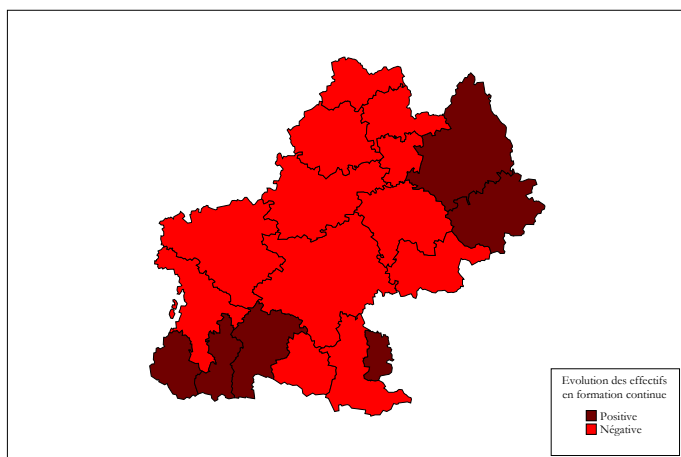 Evolution des effectifs
en formation continue
Positive
Négative